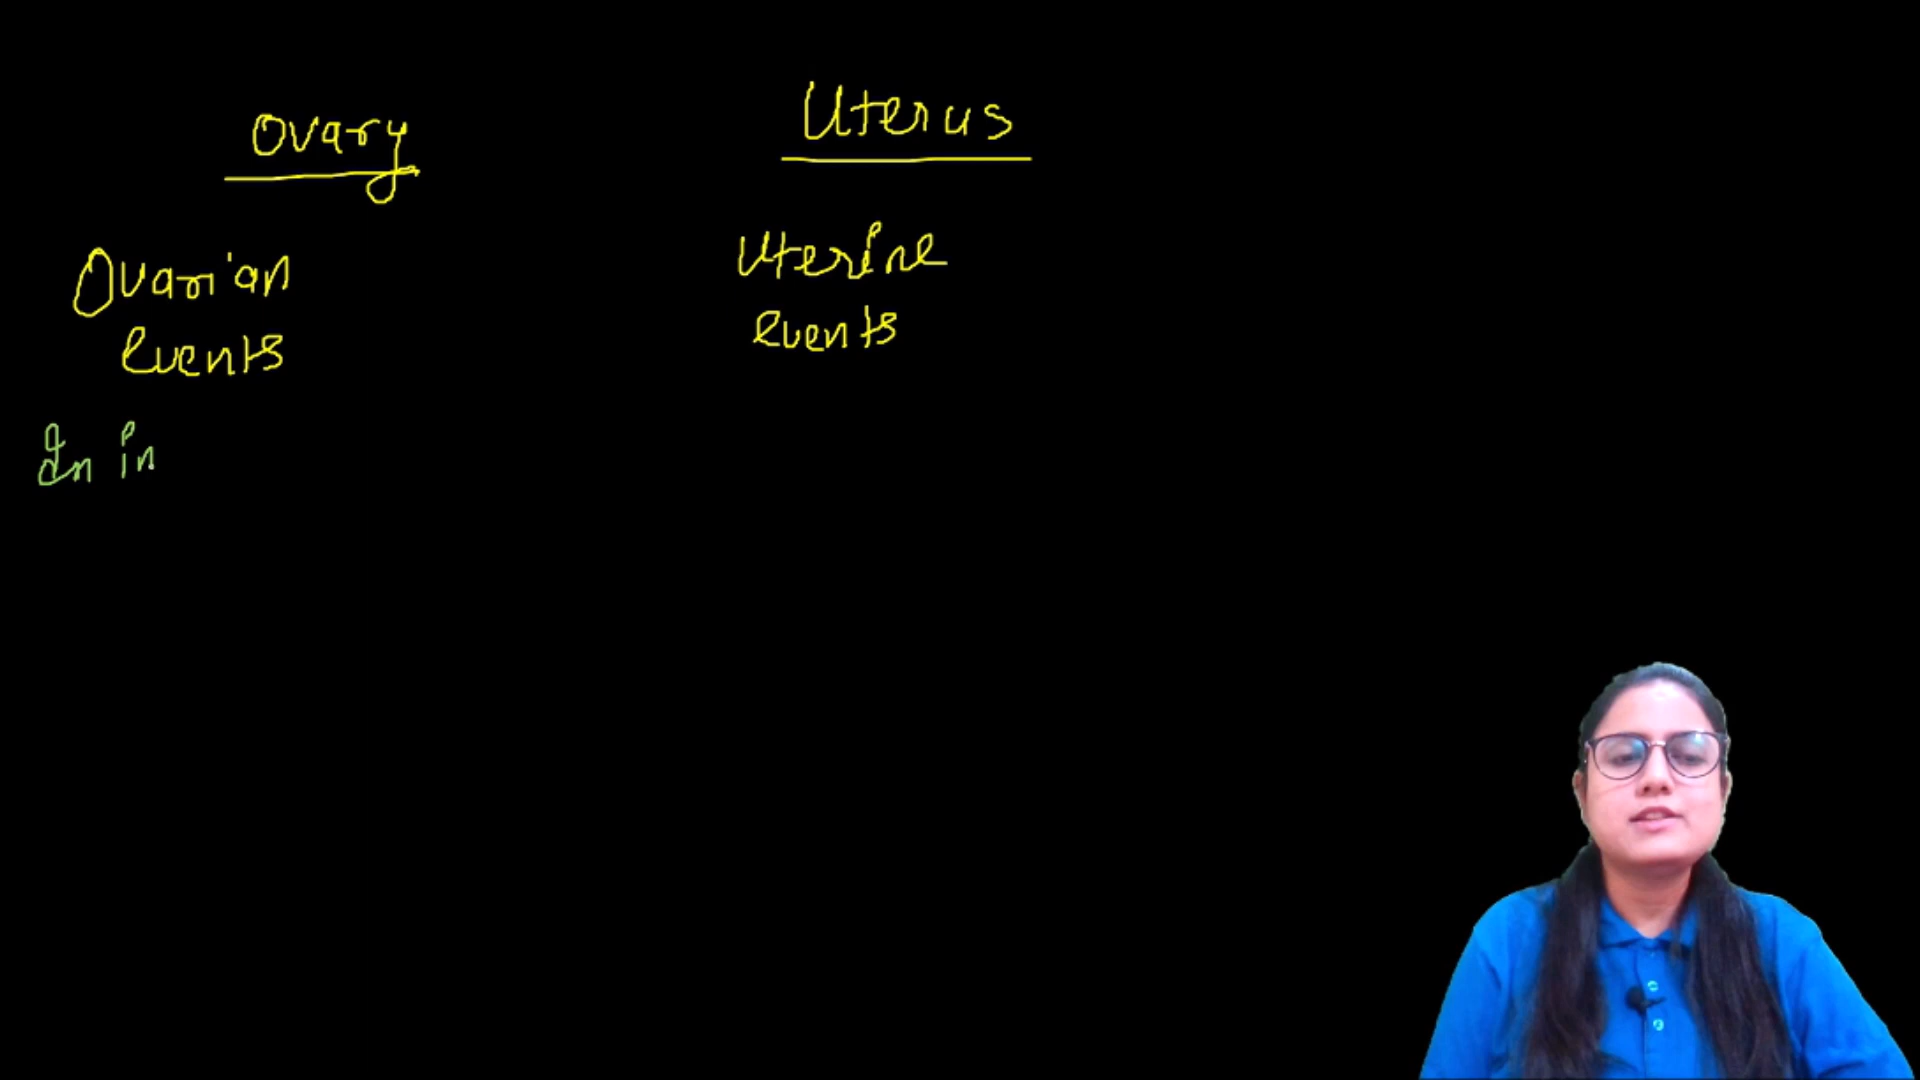 Ovary
Uterus
Ovarian
events
Uterine
events
In in